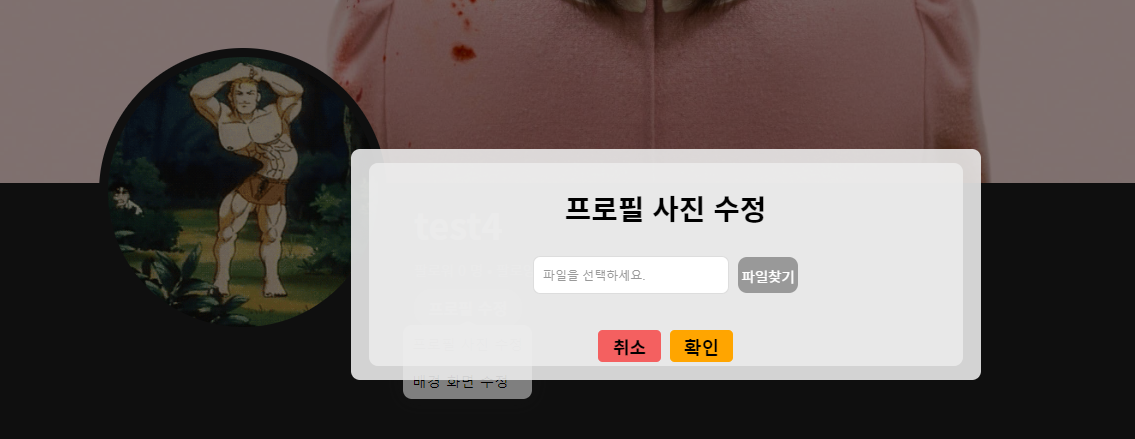 프로필 사진 수정
test4
파일을 선택하세요.
파일찾기
취소
확인
배경 화면 수정